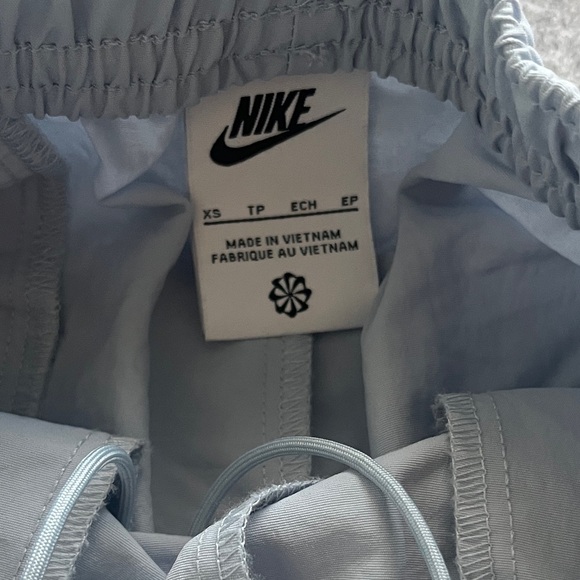 NIKE
XS TP ECH EP
MADE IN VIETNAM
FABRIQUE AU VIETNAM